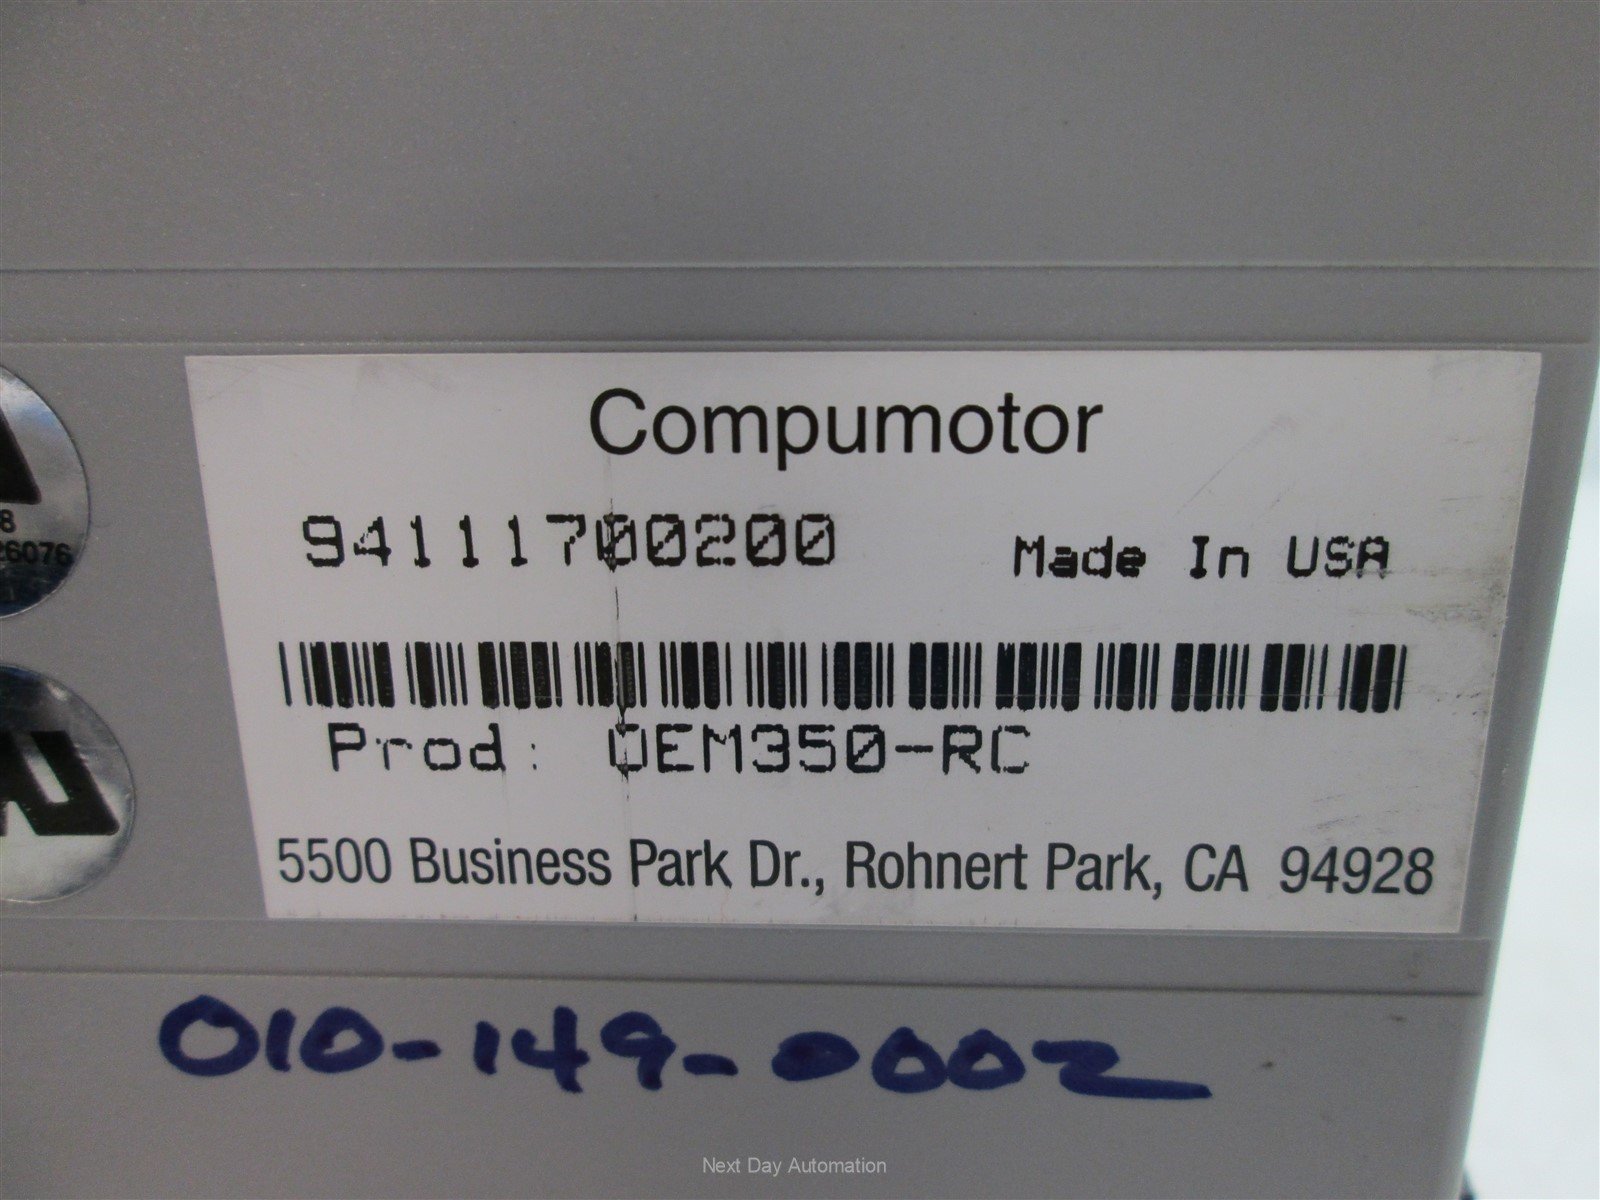 Compumotor
94111700200
Made In USA
Prod: OEM350-RC
5500 Business Park Dr., Rohnert Park, CA 94928
010-149-0002
Next Day Automation